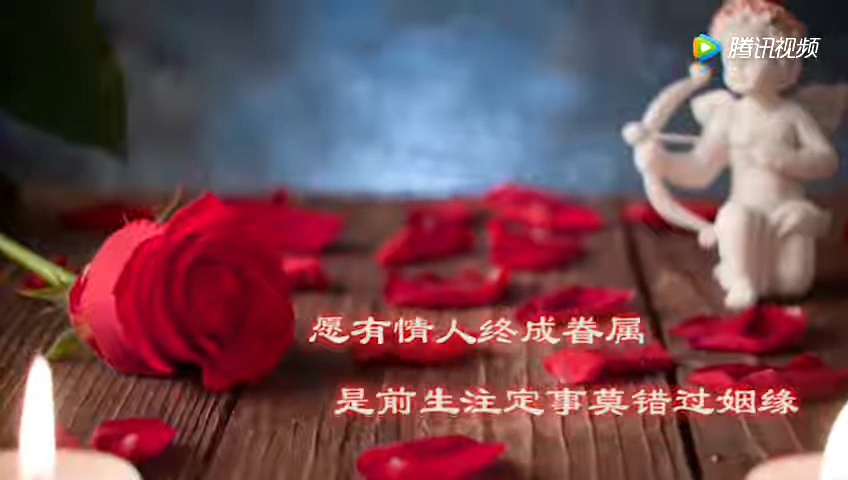 腾讯视频
愿有情人终成眷属
是前生注定事莫错过姻缘